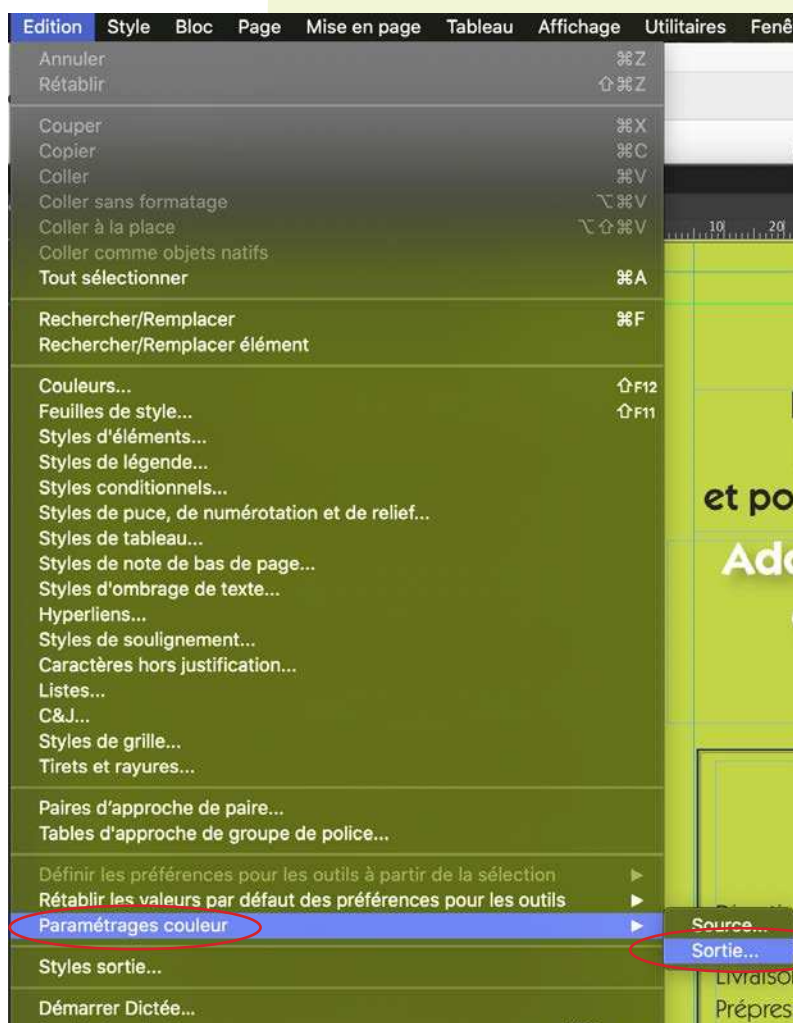 Edition Style Bloc Page Mise en page Tableau Affichage Utilitaires Fenê
Annuler ⌘Z
Rétablir ⇧⌘Z
Couper ⌘X
Copier ⌘C
Coller ⌘V
Coller sans formatage ⌥⌘V
Coller à la place ⌥⇧⌘V
Coller comme objets natifs
Tout sélectionner ⌘A
Rechercher/Remplacer ⌘F
Rechercher/Remplacer élément
Couleurs... ⇧F12
Feuilles de style... ⇧F11
Styles d'éléments...
Styles de légende...
Styles conditionnels...
Styles de puce, de numérotation et de relief...
Styles de tableau...
Styles de note de bas de page...
Styles d'ombrage de texte...
Hyperliens...
Styles de soulignement...
Caractères hors justification...
Listes...
C&J...
Styles de grille...
Tirets et rayures...
Paires d’approche de paire...
Tables d'approche de groupe de police...
Définir les préférences pour les outils à partir de la sélection ▶
Rétablir les valeurs par défaut des préférences pour les outils ▶
Paramétrages couleur ▶
Styles sortie...
Démarrer Dictée...
Source...
Sortie...
10 20
et po
Ado
Livraiso
Prépres